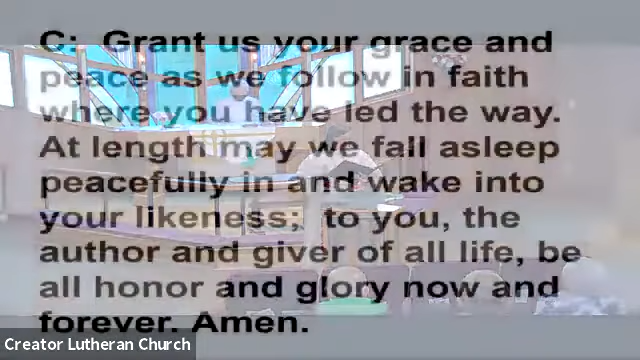 C:  Grant us your grace and
peace as we follow in faith
where you have led the way.
At length may we fall asleep
peacefully in and wake into
your likeness;  to you, the
author and giver of all life, be
all honor and glory now and
forever. Amen.
Creator Lutheran Church